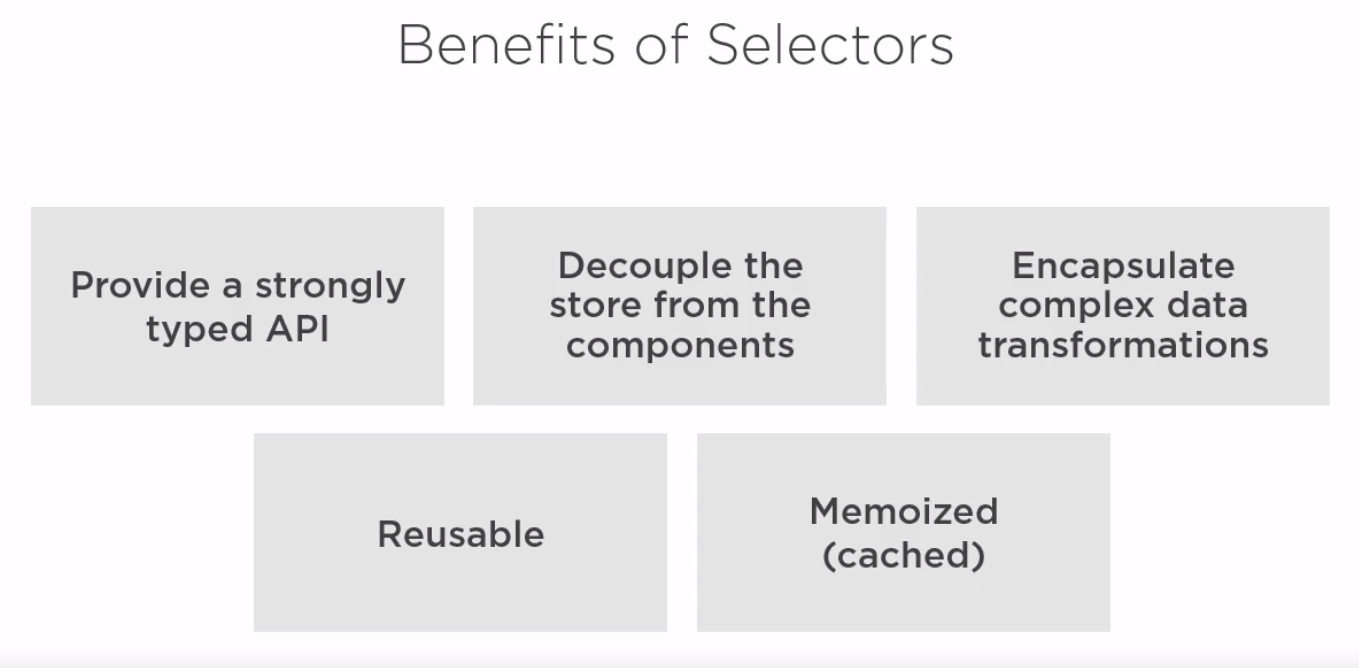 Benefits of Selectors
Provide a strongly
typed API
Decouple the
store from the
components
Encapsulate
complex data
transformations
Reusable
Memoized
(cached)